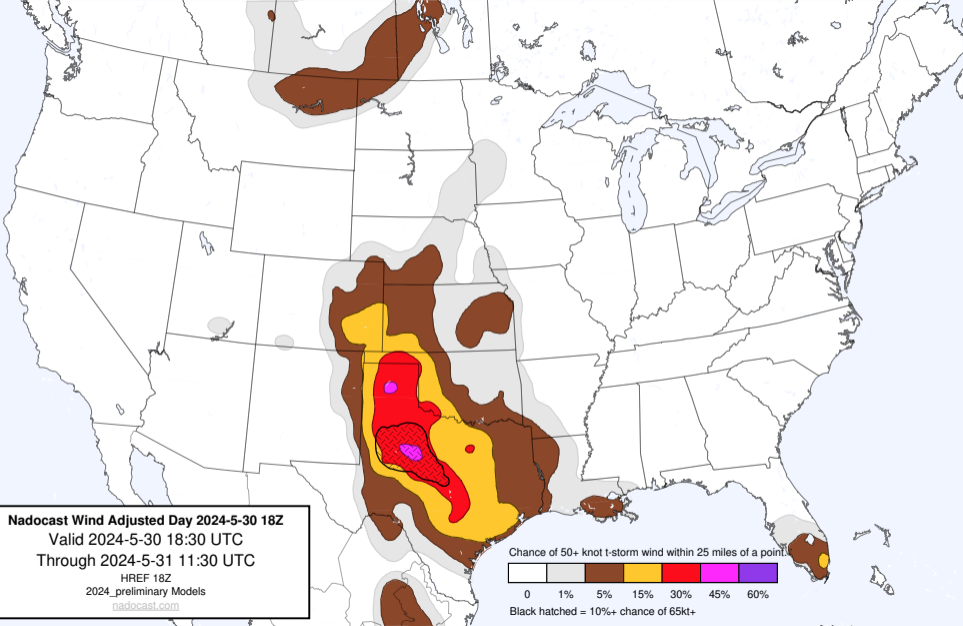 Nadocast Wind Adjusted Day 2024-5-30 18Z
Valid 2024-5-30 18:30 UTC
Through 2024-5-31 11:30 UTC
HREF 18Z
2024_preliminary Models
nadocast.com
Chance of 50+ knot t-storm wind within 25 miles of a point.
0 1% 5% 15% 30% 45% 60%
Black hatched = 10%+ chance of 65kt+